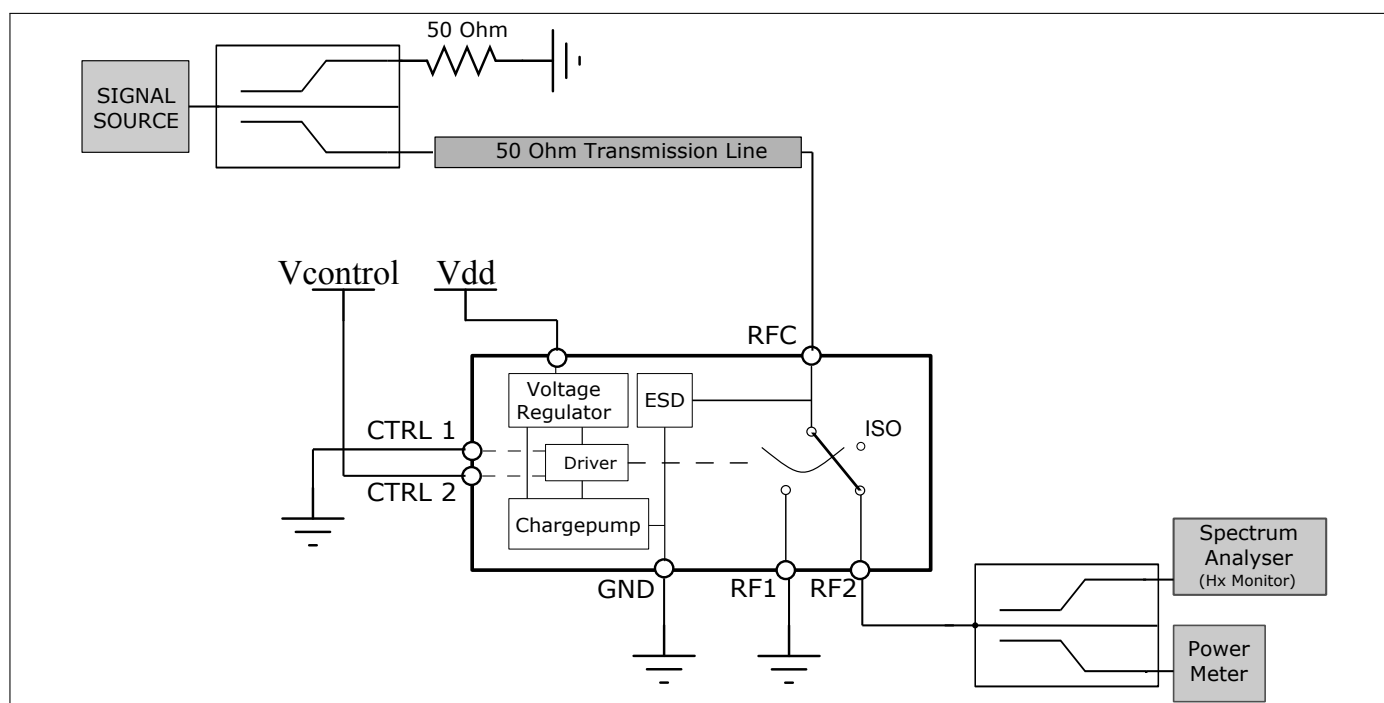 50 Ohm
SIGNAL
SOURCE
50 Ohm Transmission Line
Vcontrol
Vdd
RFC
Voltage
Regulator
ESD
ISO
CTRL 1
Driver
CTRL 2
Chargepump
GND
RF1
RF2
Spectrum
Analyser
(Hx Monitor)
Power
Meter